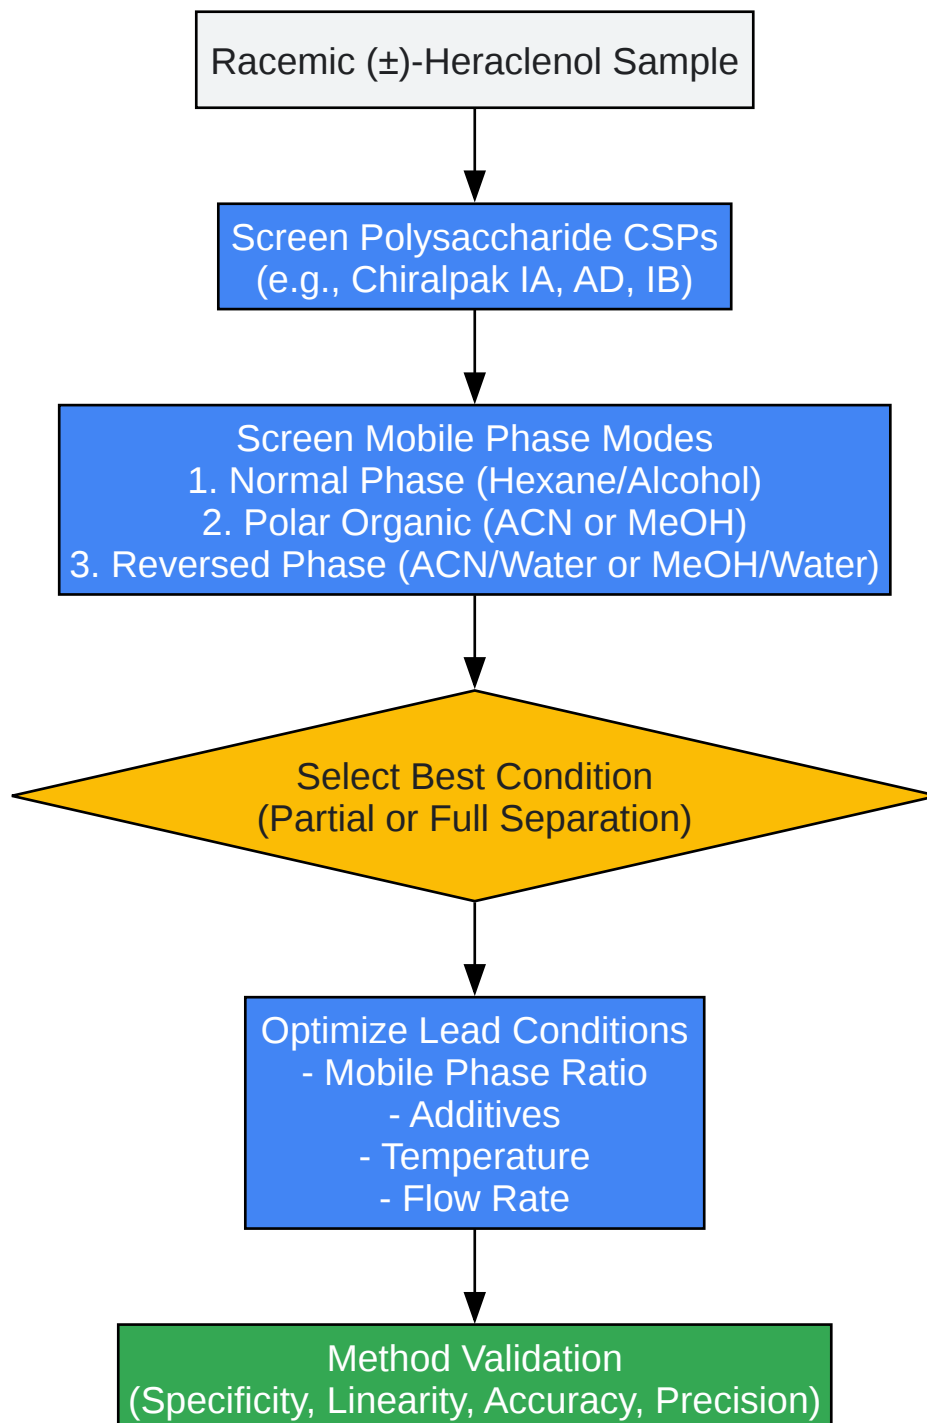 Racemic (±)-Heraclenol Sample
Screen Polysaccharide CSPs
(e.g., Chiralpak IA, AD, IB)
Screen Mobile Phase Modes
1. Normal Phase (Hexane/Alcohol)
2. Polar Organic (ACN or MeOH)
3. Reversed Phase (ACN/Water or MeOH/Water)
Select Best Condition
(Partial or Full Separation)
Optimize Lead Conditions
- Mobile Phase Ratio
- Additives
- Temperature
- Flow Rate
Method Validation
(Specificity, Linearity, Accuracy, Precision)